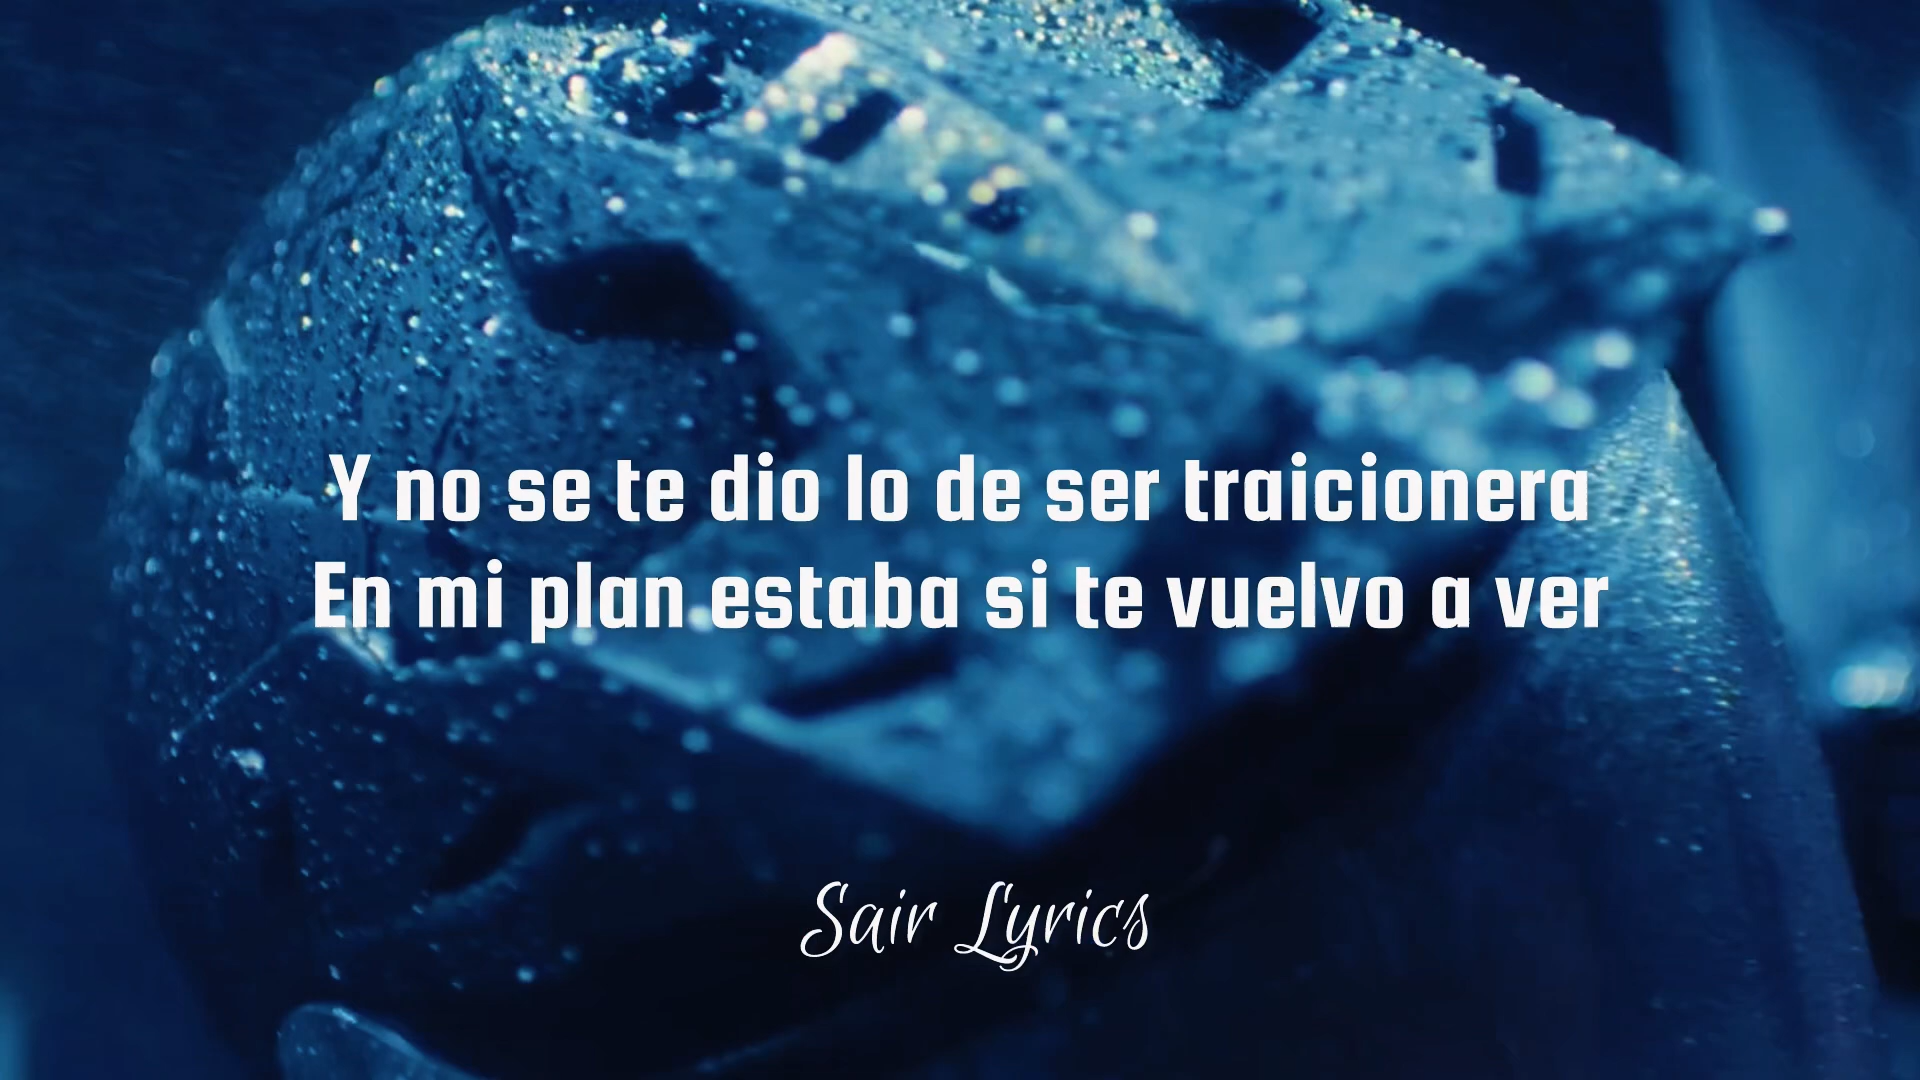 Y no se te dio lo de ser traicionera
En mi plan estaba si te vuelvo a ver
Sair Lyrics